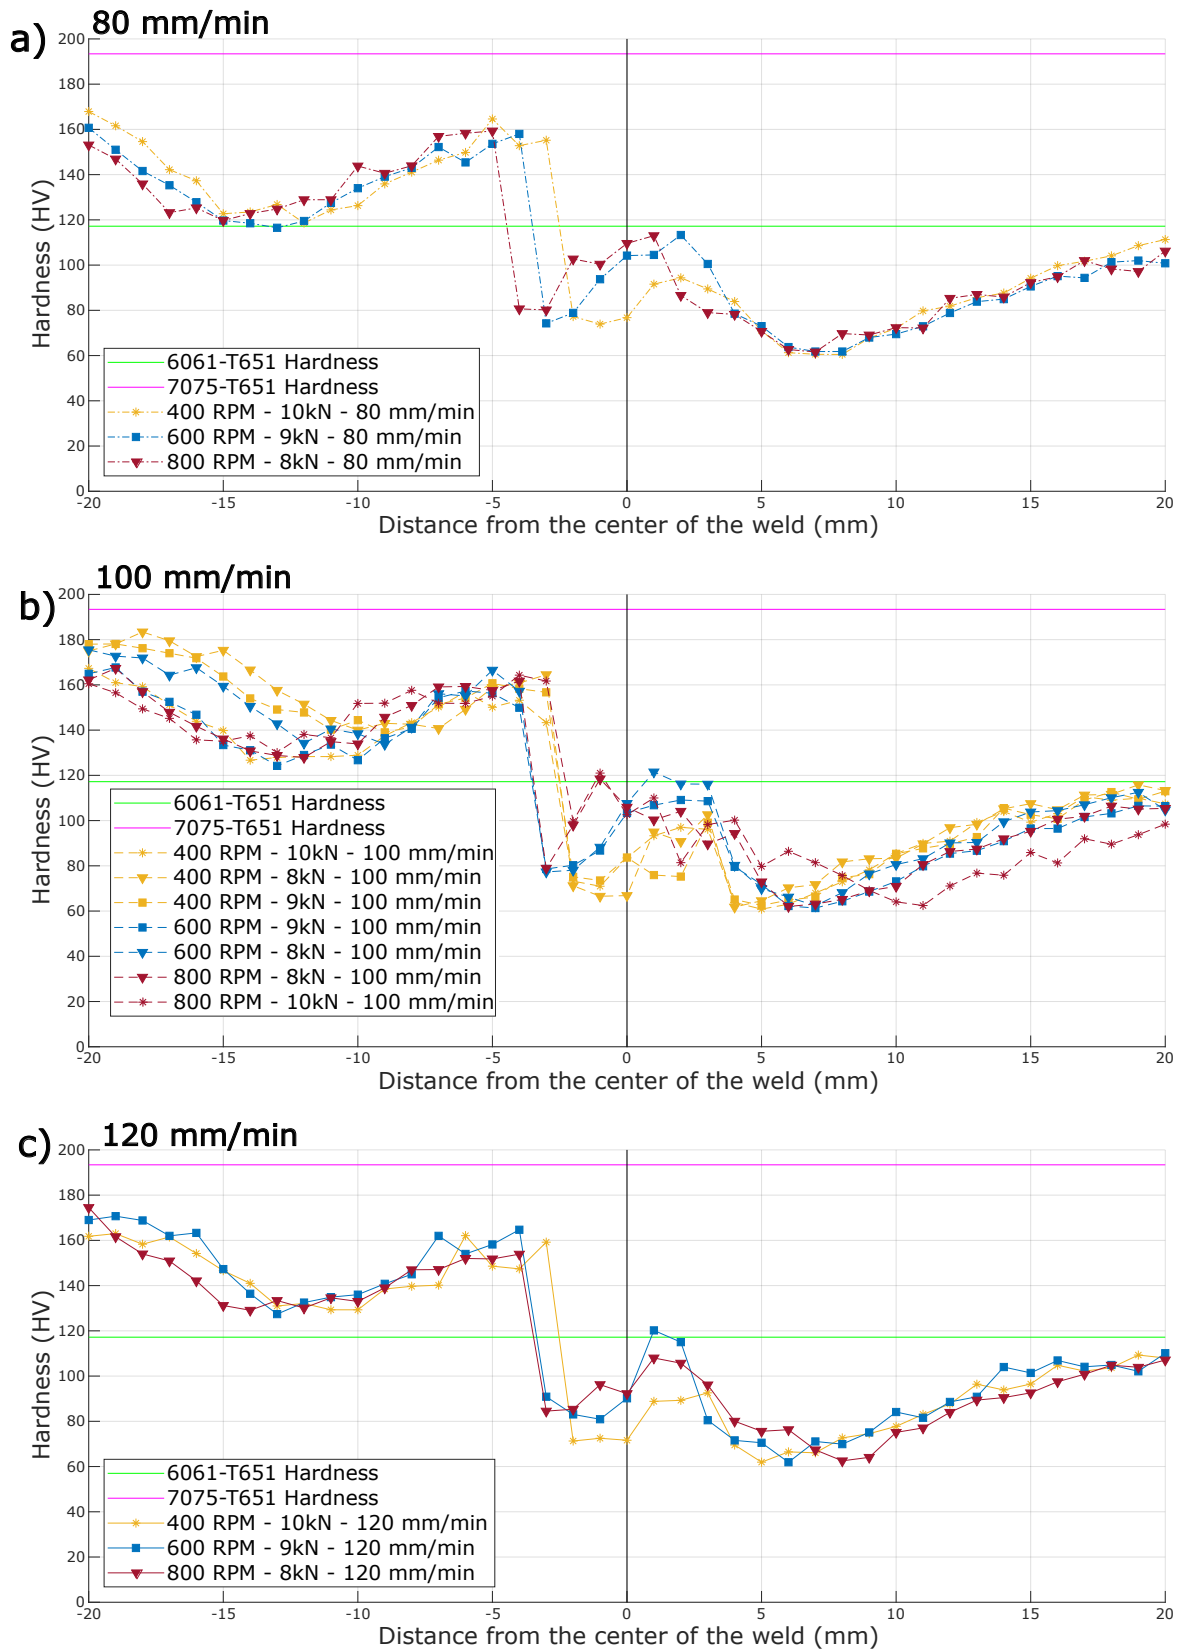 a) 80 mm/min
200
180
160
140
120
100
80
60
40
20
0
Hardness (HV)
6061-T651 Hardness
7075-T651 Hardness
400 RPM - 10kN - 80 mm/min
600 RPM - 9kN - 80 mm/min
800 RPM - 8kN - 80 mm/min
-20 -15 -10 -5 0 5 10 15 20
Distance from the center of the weld (mm)
b) 100 mm/min
200
180
160
140
120
100
80
60
40
20
0
Hardness (HV)
6061-T651 Hardness
7075-T651 Hardness
400 RPM - 10kN - 100 mm/min
400 RPM - 8kN - 100 mm/min
400 RPM - 9kN - 100 mm/min
600 RPM - 9kN - 100 mm/min
600 RPM - 8kN - 100 mm/min
800 RPM - 8kN - 100 mm/min
800 RPM - 10kN - 100 mm/min
-20 -15 -10 -5 0 5 10 15 20
Distance from the center of the weld (mm)
c) 120 mm/min
200
180
160
140
120
100
80
60
40
20
0
Hardness (HV)
6061-T651 Hardness
7075-T651 Hardness
400 RPM - 10kN - 120 mm/min
600 RPM - 9kN - 120 mm/min
800 RPM - 8kN - 120 mm/min
-20 -15 -10 -5 0 5 10 15 20
Distance from the center of the weld (mm)